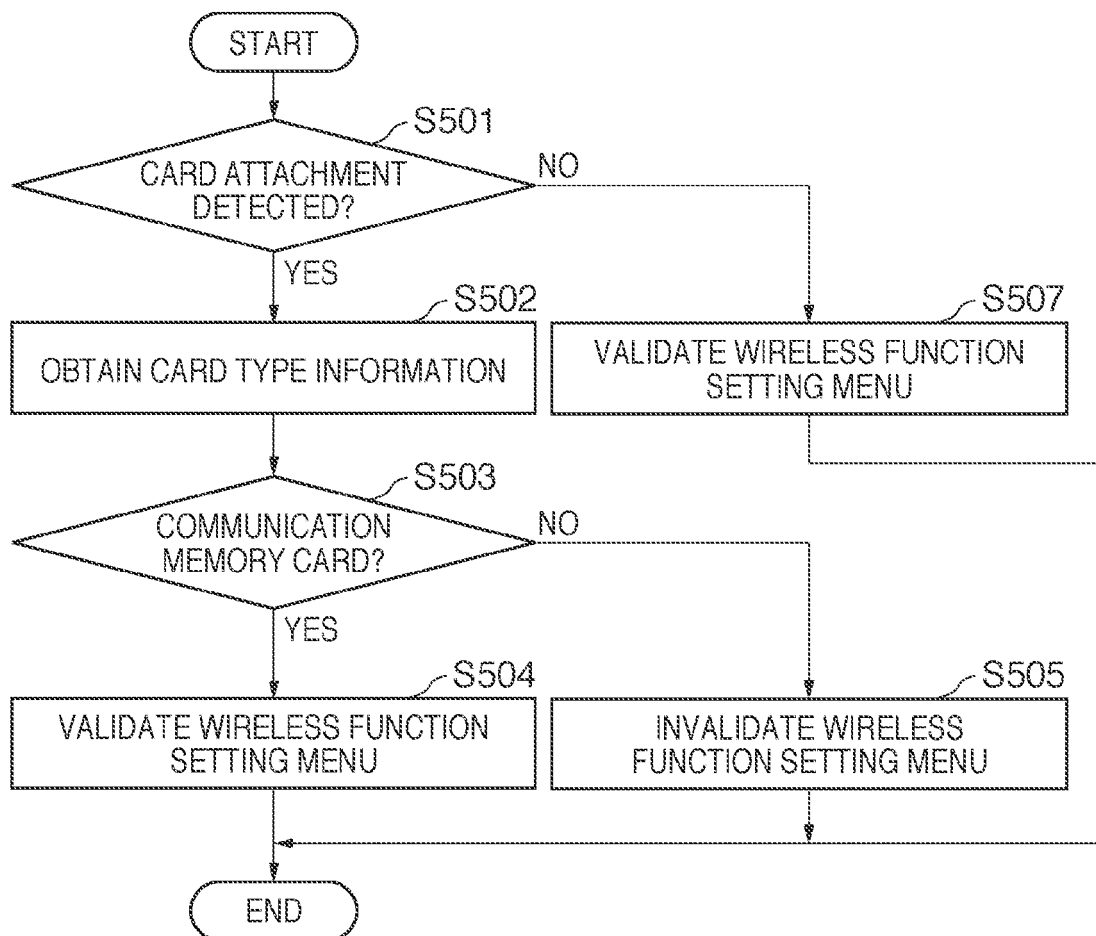 START
S501
CARD ATTACHMENT
DETECTED?
NO
YES
S502
OBTAIN CARD TYPE INFORMATION
S507
VALIDATE WIRELESS FUNCTION
SETTING MENU
S503
COMMUNICATION
MEMORY CARD?
NO
YES
S504
VALIDATE WIRELESS FUNCTION
SETTING MENU
S505
INVALIDATE WIRELESS
FUNCTION SETTING MENU
END